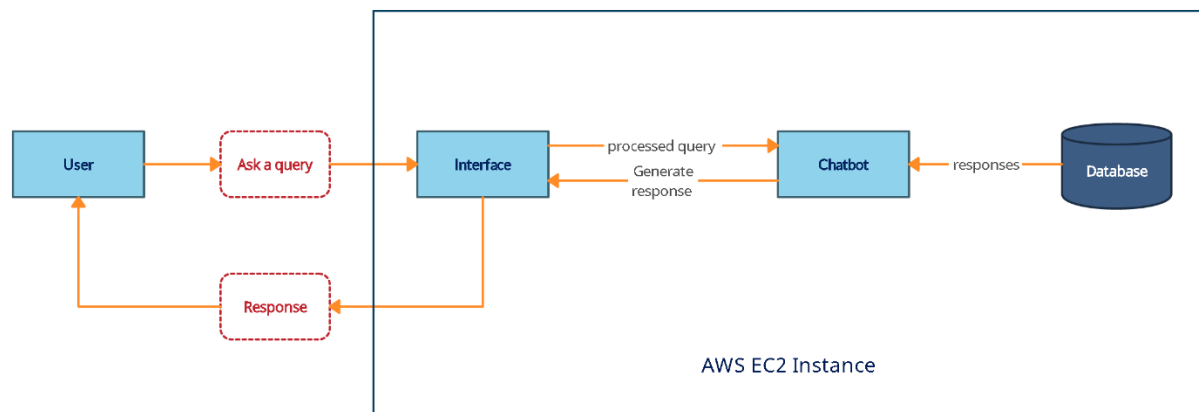 User
Ask a query
Interface
processed query
Generate
response
Chatbot
responses
Database
Response
AWS EC2 Instance